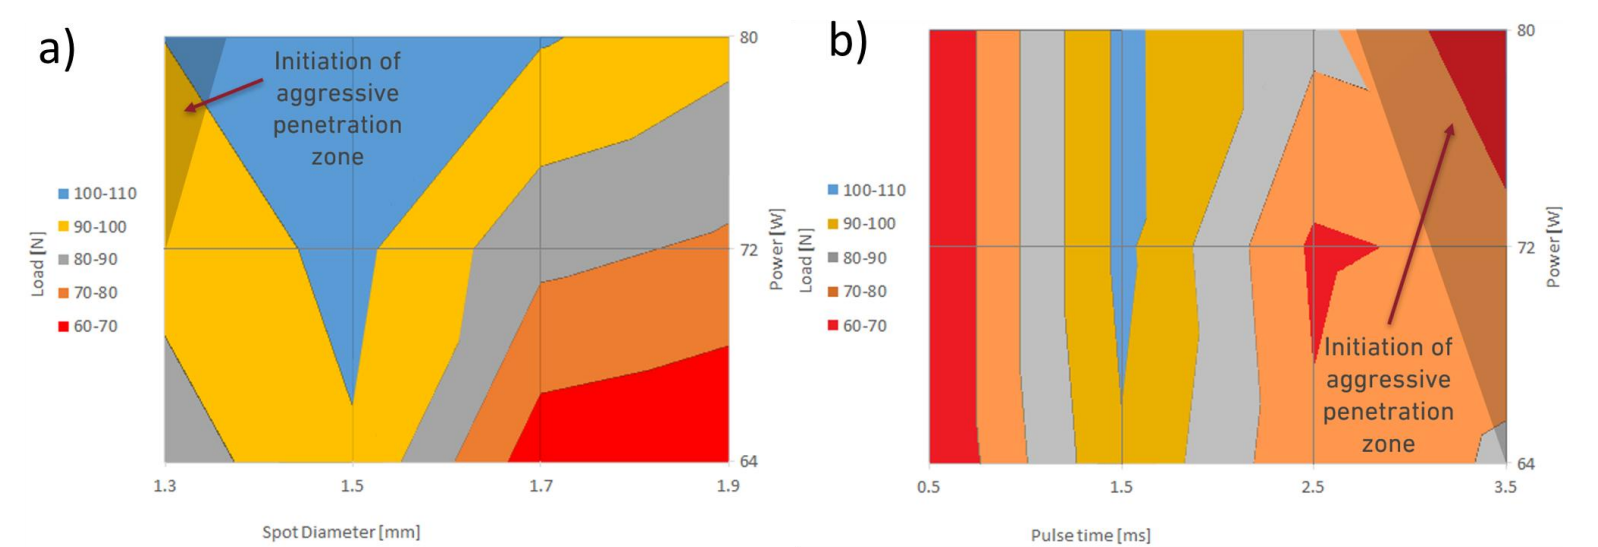 a)
Initiation of
aggressive
penetration
zone
80
72
64
Load [N]
100-110
90-100
80-90
70-80
60-70
Power [W]
1.3
1.5
1.7
1.9
Spot Diameter [mm]
b)
80
72
64
Load [N]
100-110
90-100
80-90
70-80
60-70
Initiation of
aggressive
penetration
zone
Power [W]
0.5
1.5
2.5
3.5
Pulse time [ms]